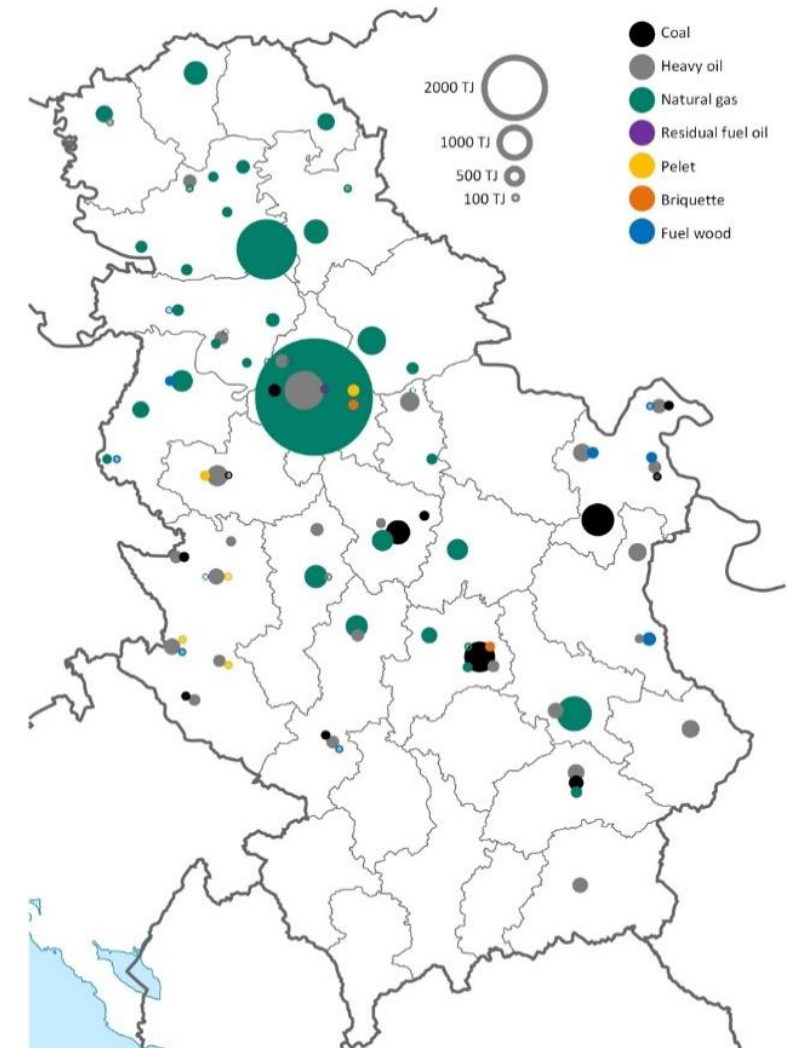 2000 TJ
1000 TJ
500 TJ
100 TJ
Coal
Heavy oil
Natural gas
Residual fuel oil
Pelet
Briquette
Fuel wood